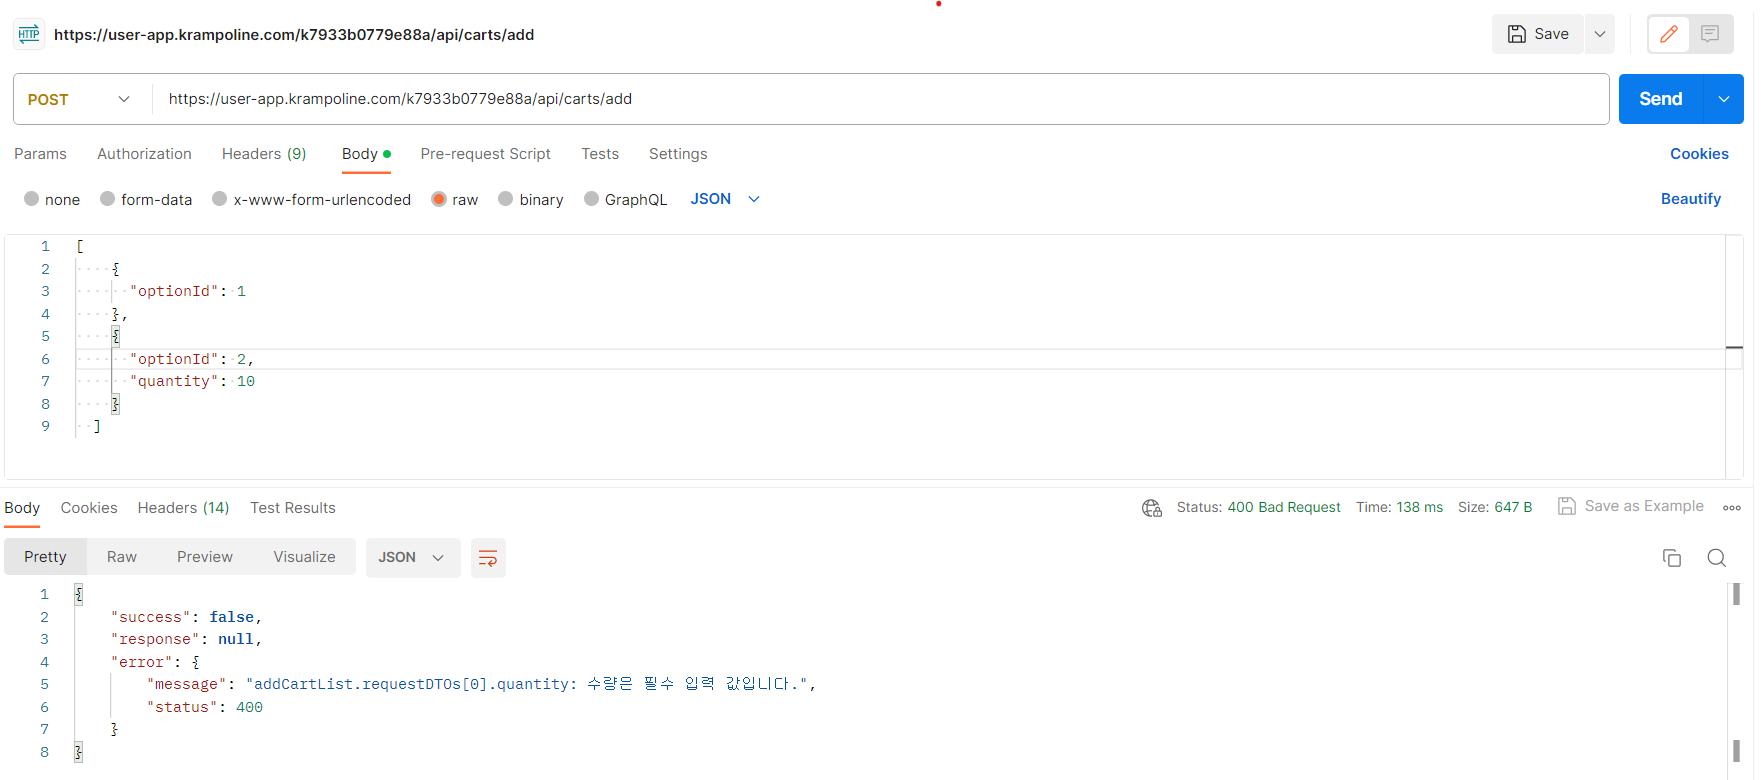 HTTP https://user-app.krampoline.com/k7933b0779e88a/api/carts/add Save
POST https://user-app.krampoline.com/k7933b0779e88a/api/carts/add Send
Params Authorization Headers (9) Body Pre-request Script Tests Settings Cookies
none form-data x-www-form-urlencoded raw binary GraphQL JSON Beautify
1 [
2 {
3 "optionId": 1
4 },
5 {
6 "optionId": 2,
7 "quantity": 10
8 }
9 ]
Body Cookies Headers (14) Test Results Status: 400 Bad Request Time: 138 ms Size: 647 B Save as Example
Pretty Raw Preview Visualize JSON
1 {
2 "success": false,
3 "response": null,
4 "error": {
5 "message": "addCartList.requestDTOs[0].quantity: 수량은 필수 입력 값입니다.",
6 "status": 400
7 }
8 }